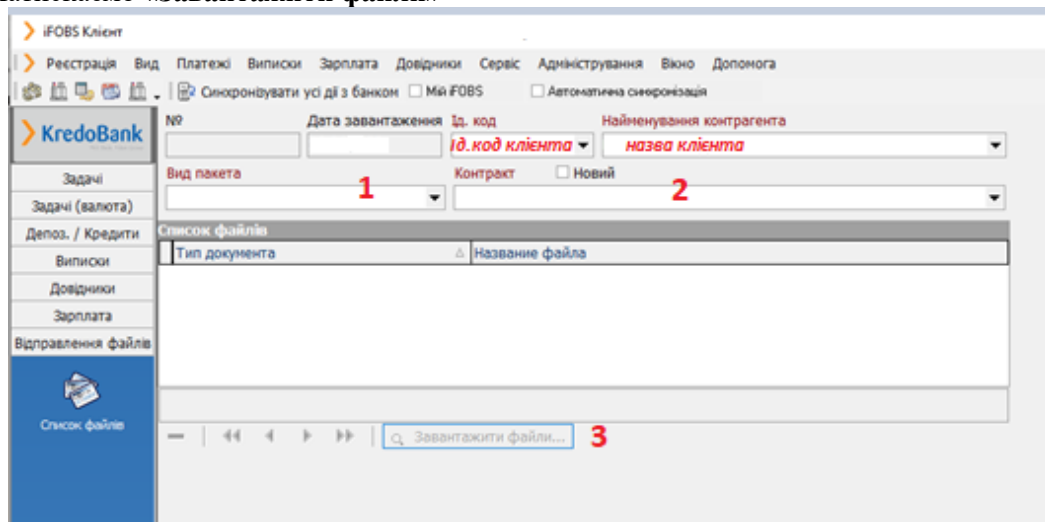 «Завантажити файли»
iFOBS Клієнт
Реєстрація Вид Платежі Виписки Зарплата Довідники Сервіс Адміністрування Вікно Допомога
Синхронізувати усі дії з банком Мій iFOBS Автоматична синхронізація
KredoBank
№ Дата завантаження Ід. код Найменування контрагента
Ід.код клієнта назва клієнта
Вид пакета Контракт Новий
1 2
Задачі
Задачі (валюта)
Депоз. / Кредити
Виписки
Довідники
Зарплата
Відправлення файлів
Список файлів
Список файлів
Тип документа Название файла
Завантажити файли... 3